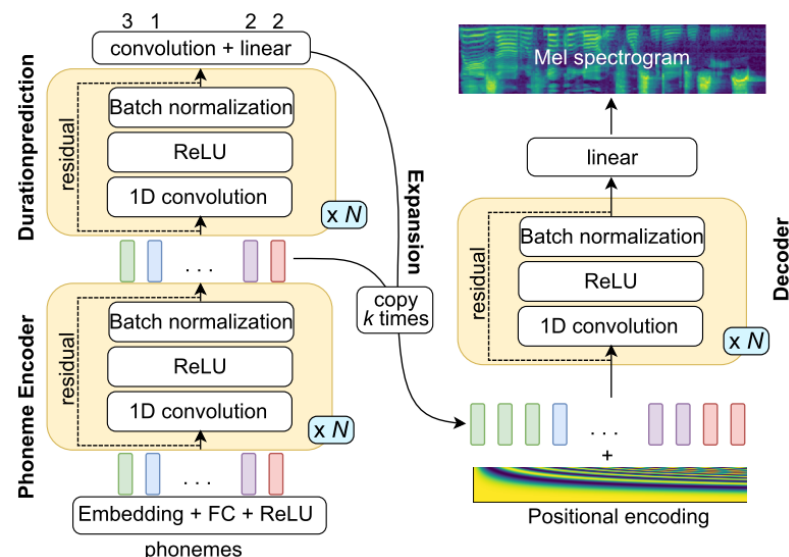 3 1 2 2
convolution + linear
Durationprediction
residual
Batch normalization
ReLU
1D convolution
x N
. . .
Phoneme Encoder
residual
Batch normalization
ReLU
1D convolution
x N
. . .
Embedding + FC + ReLU
phonemes
Expansion
copy
k times
Mel spectrogram
linear
Decoder
residual
Batch normalization
ReLU
1D convolution
x N
. . .
+
Positional encoding